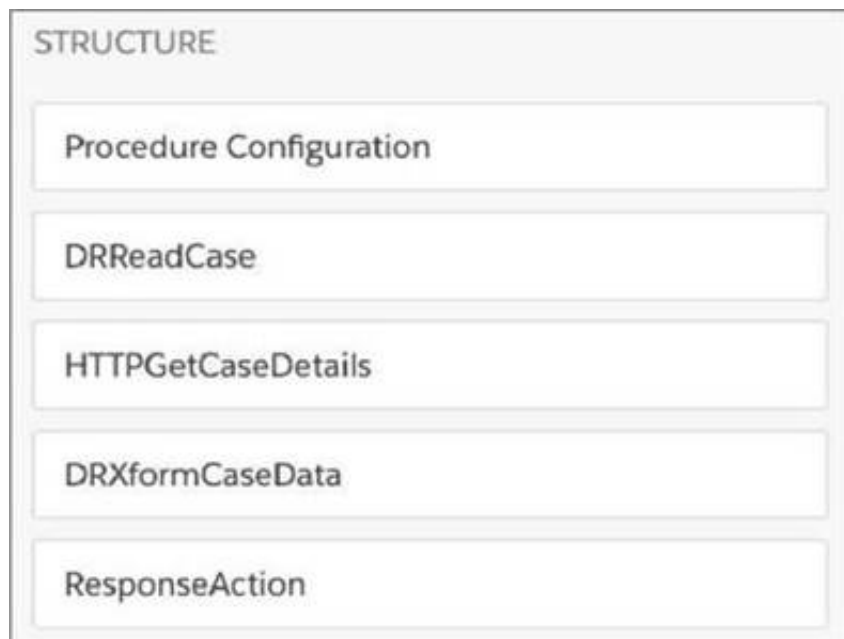 STRUCTURE
Procedure Configuration
DRReadCase
HTTPGetCaseDetails
DRXformCaseData
ResponseAction